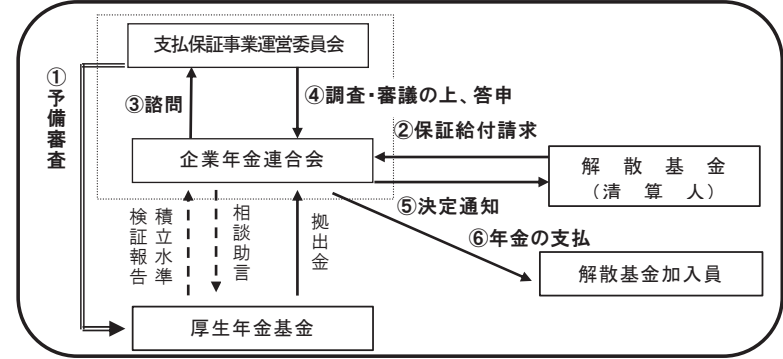 支払保証事業運営委員会
①予備審査
③諮問
④調査・審議の上、答申
②保証給付請求
企業年金連合会
解散基金
（清算人）
⑤決定通知
積立水準
検証報告
相談助言
拠出金
⑥年金の支払
解散基金加入員
厚生年金基金